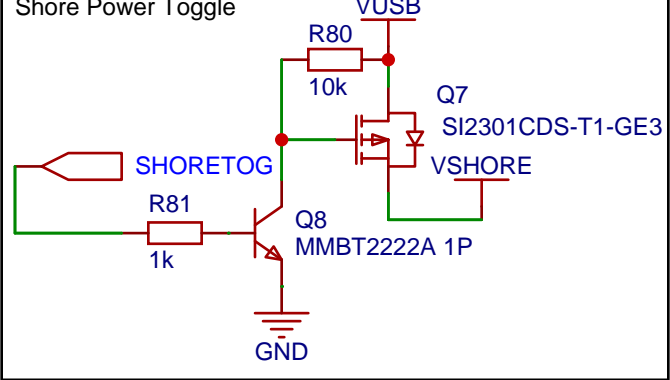 Shore Power Toggle
VUSB
R80
10k
Q7
SI2301CDS-T1-GE3
SHORETOG
VSHORE
R81
1k
Q8
MMBT2222A 1P
GND